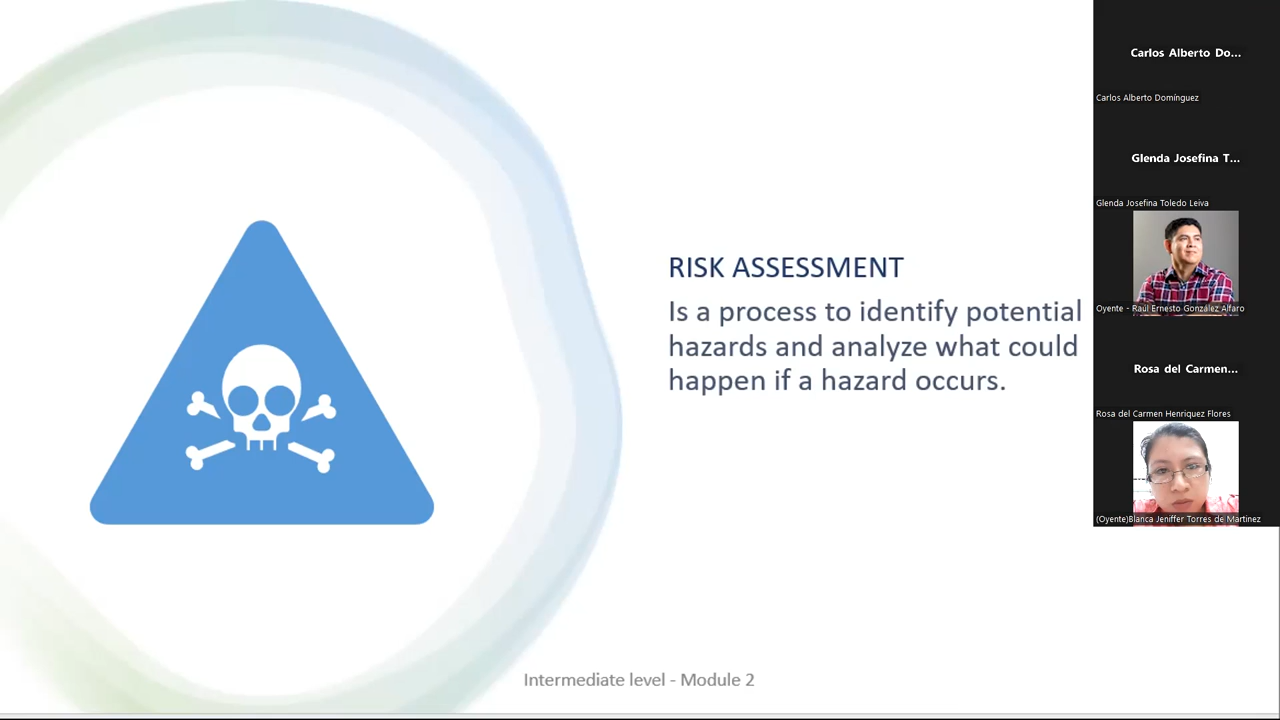 RISK ASSESSMENT
Is a process to identify potential
hazards and analyze what could
happen if a hazard occurs.
Intermediate level - Module 2
Carlos Alberto Do...
Carlos Alberto Domínguez
Glenda Josefina T...
Glenda Josefina Toledo Leiva
Oyente - Raúl Ernesto González Alfaro
Rosa del Carmen...
Rosa del Carmen Henriquez Flores
(Oyente)Blanca Jeniffer Torres de Martinez